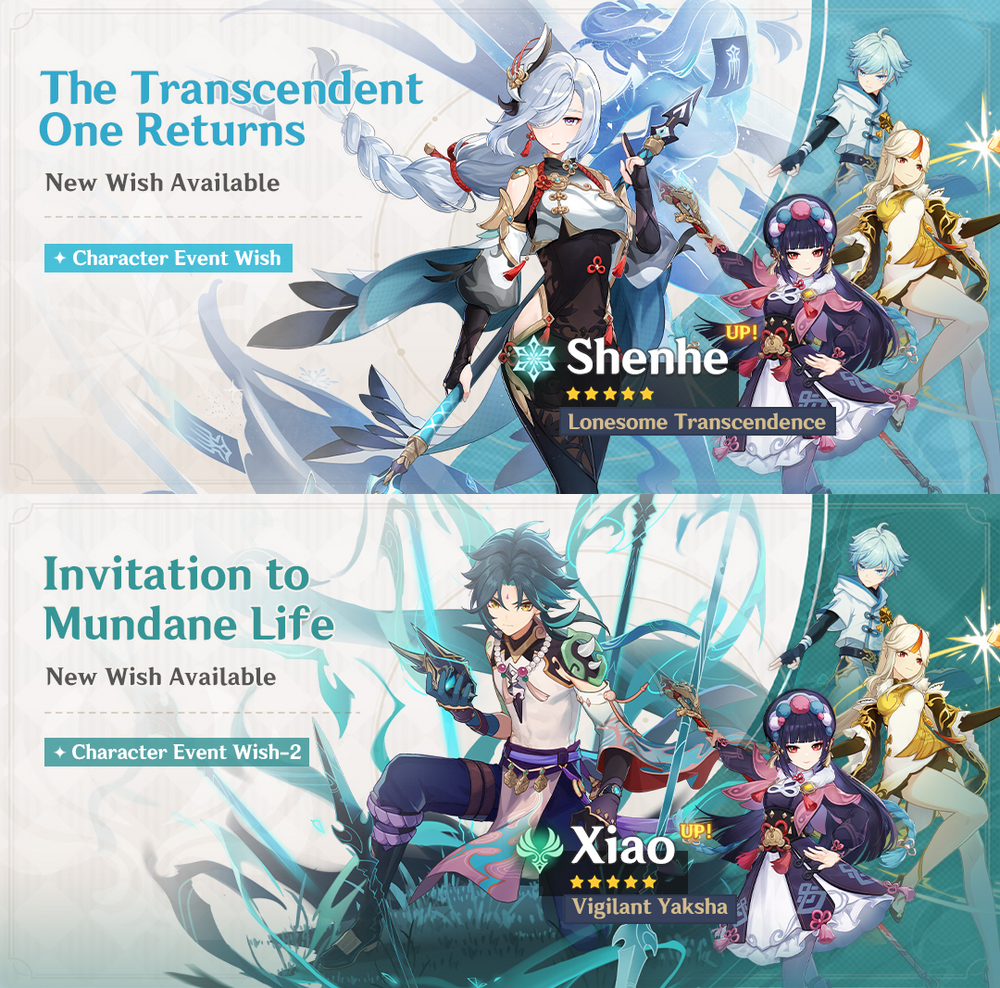 The Transcendent
One Returns
New Wish Available
Character Event Wish
UP!
Shenhe
Lonesome Transcendence
Invitation to
Mundane Life
New Wish Available
Character Event Wish-2
UP!
Xiao
Vigilant Yaksha